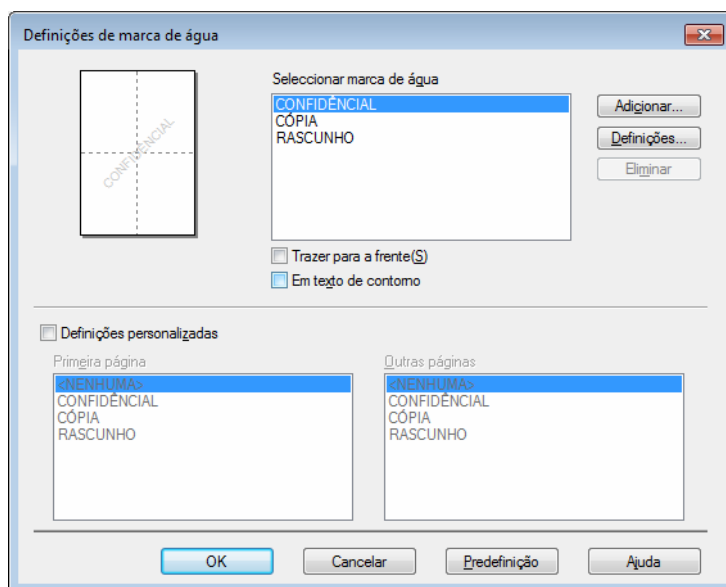 Definições de marca de água
Seleccionar marca de água
CONFIDÊNCIAL
CÓPIA
RASCUNHO
Adicionar...
Definições...
Eliminar
CONFIDÊNCIAL
Trazer para a frente(S)
Em texto de contorno
Definições personalizadas
Primeira página
<NENHUMA>
CONFIDÊNCIAL
CÓPIA
RASCUNHO
Outras páginas
<NENHUMA>
CONFIDÊNCIAL
CÓPIA
RASCUNHO
OK
Cancelar
Predefinição
Ajuda